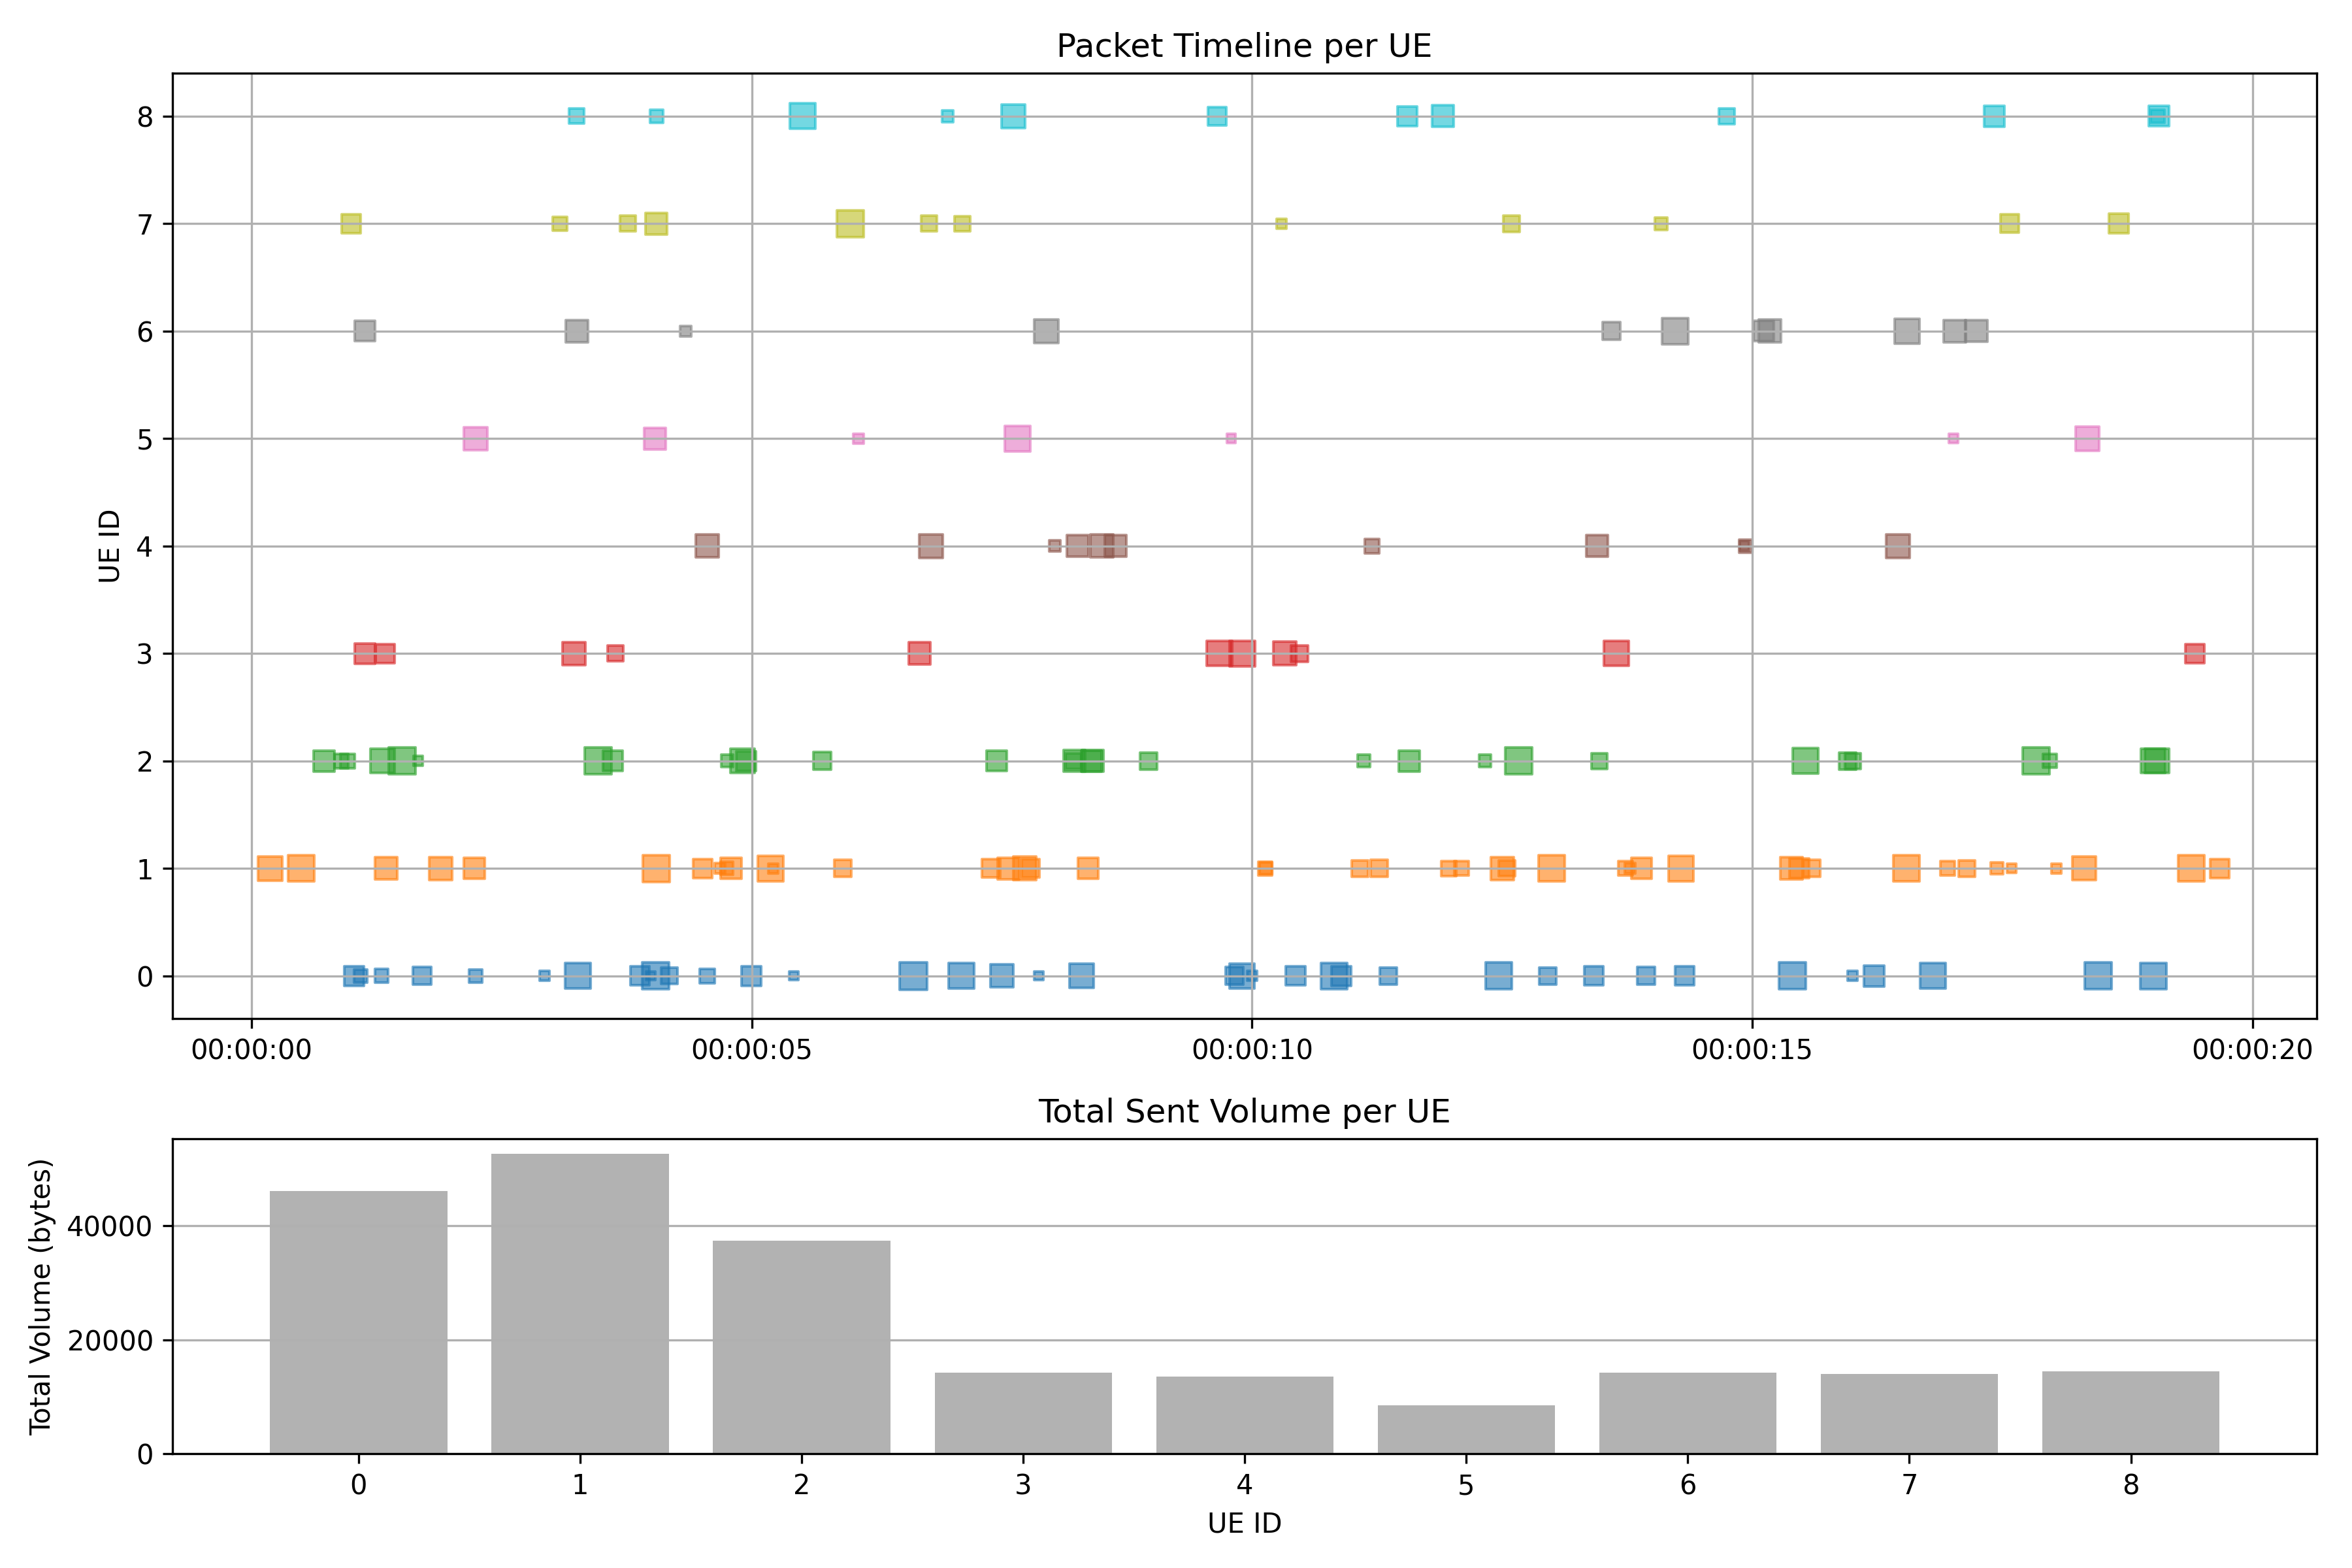 Packet Timeline per UE
8
7
6
5
4
3
2
1
0
UE ID
00:00:00 00:00:05 00:00:10 00:00:15 00:00:20
Total Sent Volume per UE
40000
20000
0
Total Volume (bytes)
0 1 2 3 4 5 6 7 8
UE ID